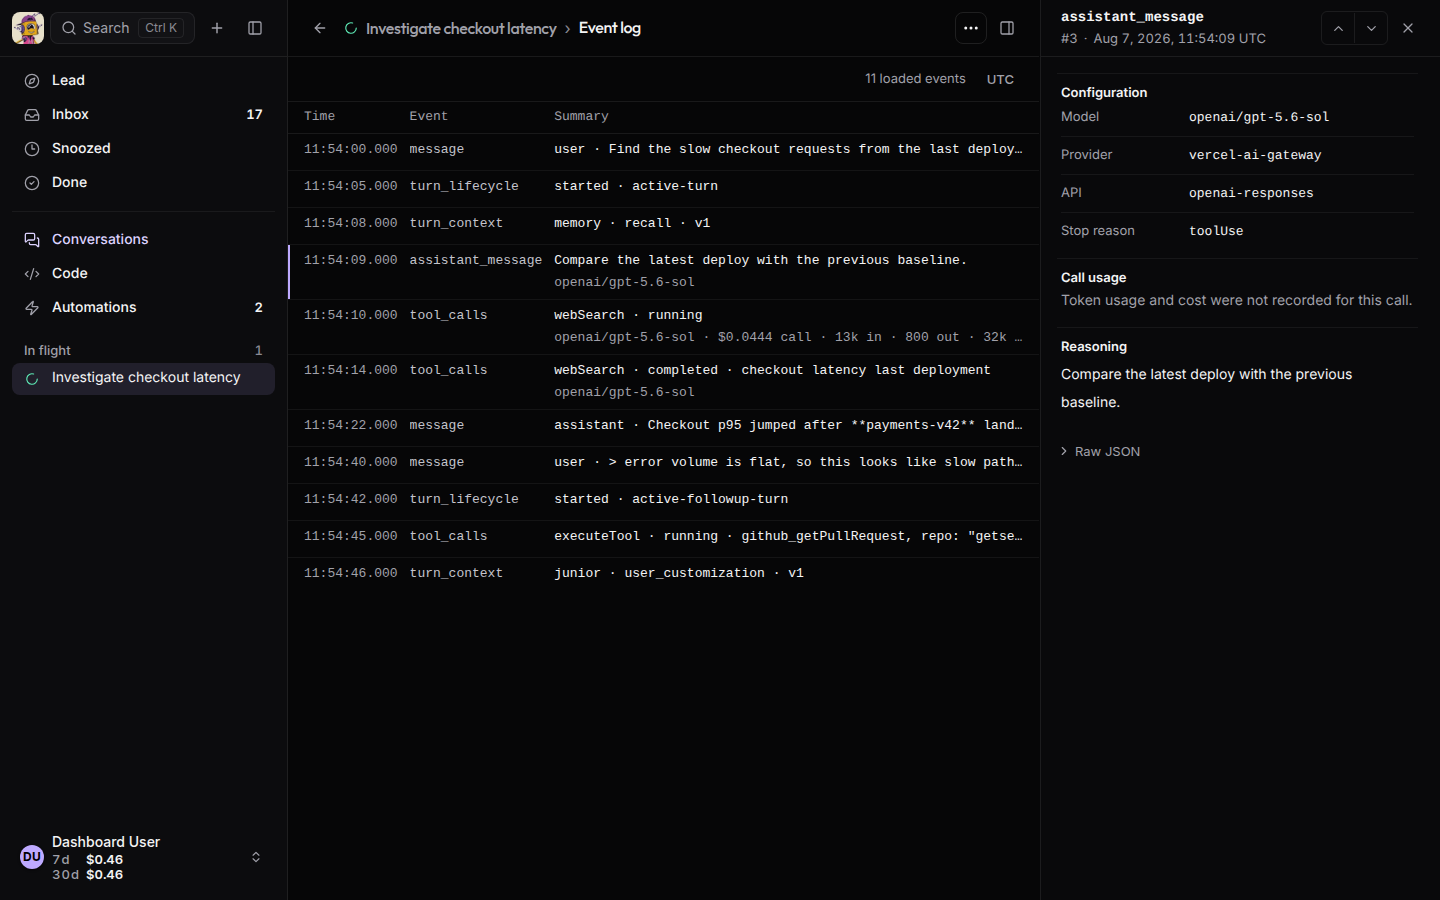 Search Ctrl K
Lead
Inbox 17
Snoozed
Done
Conversations
Code
Automations 2
In flight 1
Investigate checkout latency
DU
Dashboard User
7d $0.46
30d $0.46
Investigate checkout latency › Event log
11 loaded events UTC
Time Event Summary
11:54:00.000 message user · Find the slow checkout requests from the last deploy…
11:54:05.000 turn_lifecycle started · active-turn
11:54:08.000 turn_context memory · recall · v1
11:54:09.000 assistant_message Compare the latest deploy with the previous baseline.
openai/gpt-5.6-sol
11:54:10.000 tool_calls webSearch · running
openai/gpt-5.6-sol · $0.0444 call · 13k in · 800 out · 32k …
11:54:14.000 tool_calls webSearch · completed · checkout latency last deployment
openai/gpt-5.6-sol
11:54:22.000 message assistant · Checkout p95 jumped after **payments-v42** land…
11:54:40.000 message user · > error volume is flat, so this looks like slow path…
11:54:42.000 turn_lifecycle started · active-followup-turn
11:54:45.000 tool_calls executeTool · running · github_getPullRequest, repo: "getse…
11:54:46.000 turn_context junior · user_customization · v1
assistant_message
#3 · Aug 7, 2026, 11:54:09 UTC
Configuration
Model openai/gpt-5.6-sol
Provider vercel-ai-gateway
API openai-responses
Stop reason toolUse
Call usage
Token usage and cost were not recorded for this call.
Reasoning
Compare the latest deploy with the previous
baseline.
Raw JSON